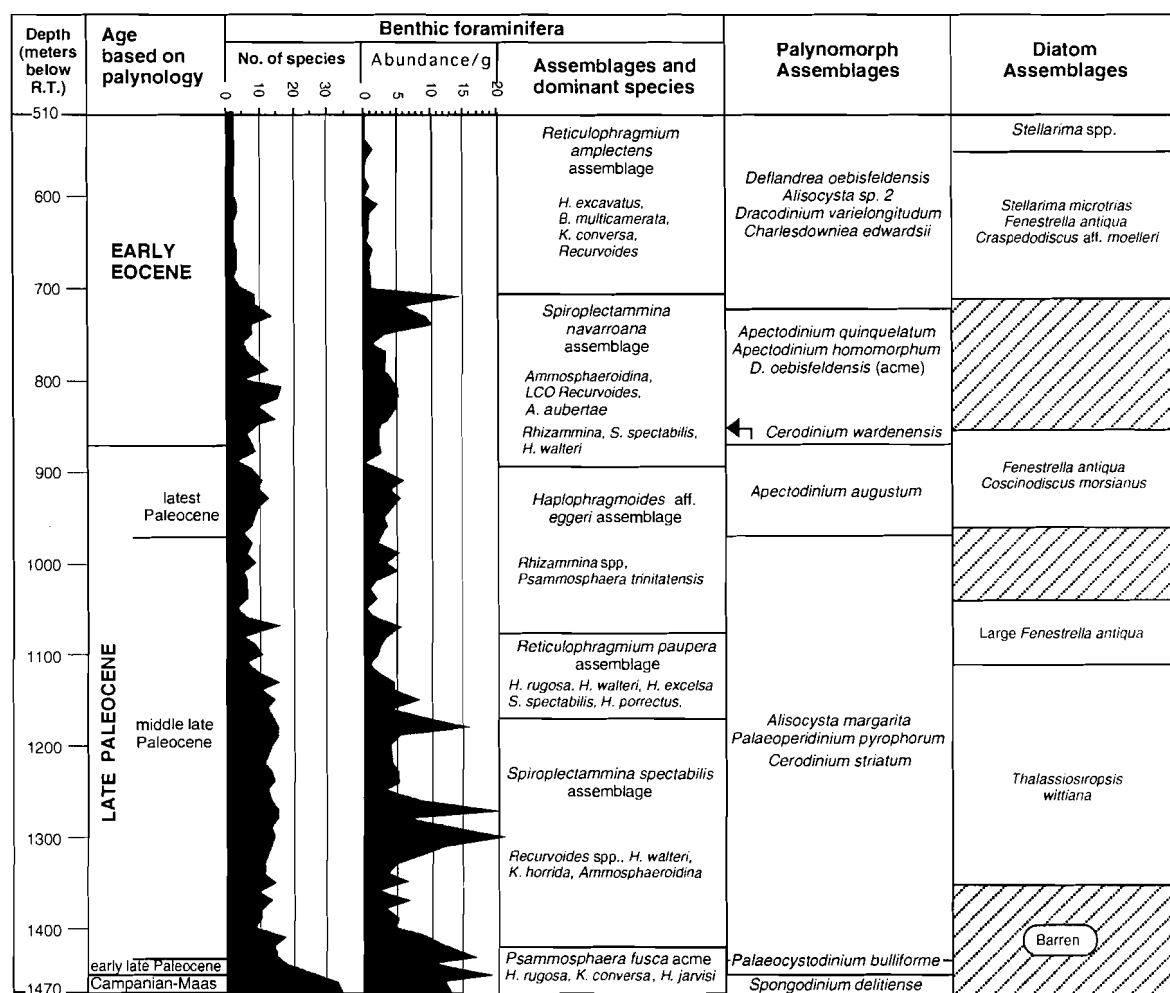 Depth
(meters
below
R.T.)
Age
based on
palynology
Benthic foraminifera
No. of species
Abundance/g
Assemblages and
dominant species
Palynomorph
Assemblages
Diatom
Assemblages
0 10 20 30
0 5 10 15 20
510
600
700
800
900
1000
1100
1200
1300
1400
1470
EARLY
EOCENE
latest
Paleocene
LATE PALEOCENE
middle late
Paleocene
early late Paleocene
Campanian-Maas
Reticulophragmium
amplectens
assemblage
H. excavatus,
B. multicamerata,
K. conversa,
Recurvoides
Spiroplectammina
navarroana
assemblage
Ammosphaeroidina,
LCO Recurvoides,
A. aubertae
Rhizammina, S. spectabilis,
H. walteri
Haplophragmoides aff.
eggeri assemblage
Rhizammina spp,
Psammosphaera trinitatensis
Reticulophragmium paupera
assemblage
H. rugosa. H. walteri, H. excelsa
S. spectabilis, H. porrectus.
Spiroplectammina spectabilis
assemblage
Recurvoides spp., H. walteri,
K. horrida, Ammosphaeroidina
Psammosphaera fusca acme
H. rugosa, K. conversa, H. jarvisi
Deflandrea oebisfeldensis
Alisocysta sp. 2
Dracodinium varielongitudum
Charlesdowniea edwardsii
Apectodinium quinquelatum
Apectodinium homomorphum
D. oebisfeldensis (acme)
Cerodinium wardenensis
Apectodinium augustum
Alisocysta margarita
Palaeoperidinium pyrophorum
Cerodinium striatum
Palaeocystodinium bulliforme
Spongodinium delitiense
Stellarima spp.
Stellarima microtrias
Fenestrella antiqua
Craspedodiscus aff. moelleri
Fenestrella antiqua
Coscinodiscus morsianus
Large Fenestrella antiqua
Thalassiosiropsis
wittiana
Barren